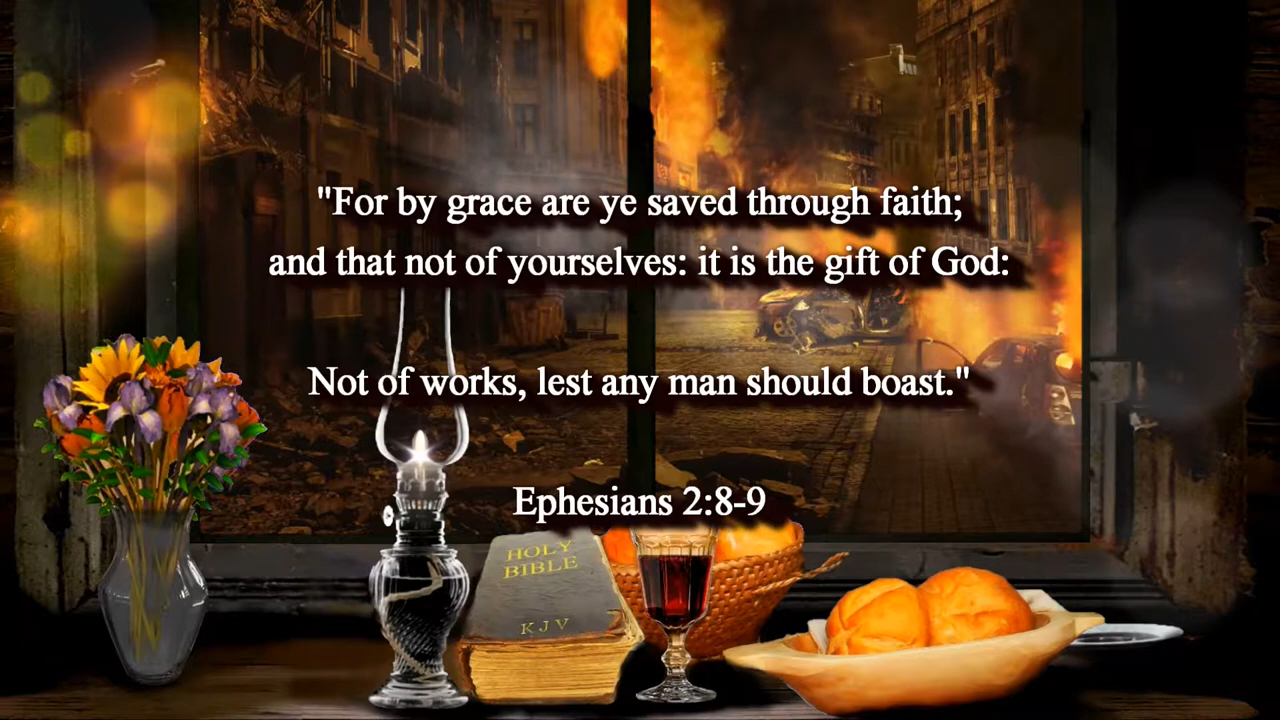 "For by grace are ye saved through faith;
and that not of yourselves: it is the gift of God:
Not of works, lest any man should boast."
Ephesians 2:8-9
HOLY
BIBLE
KJV